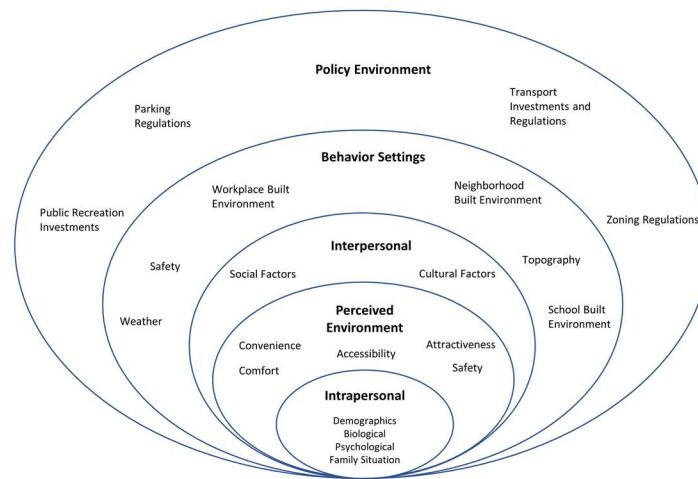 Policy Environment
Parking
Regulations
Transport
Investments and
Regulations
Behavior Settings
Workplace Built
Environment
Neighborhood
Built Environment
Public Recreation
Investments
Zoning Regulations
Interpersonal
Safety
Social Factors
Cultural Factors
Topography
Weather
School Built
Environment
Perceived
Environment
Convenience
Accessibility
Attractiveness
Comfort
Safety
Intrapersonal
Demographics
Biological
Psychological
Family Situation